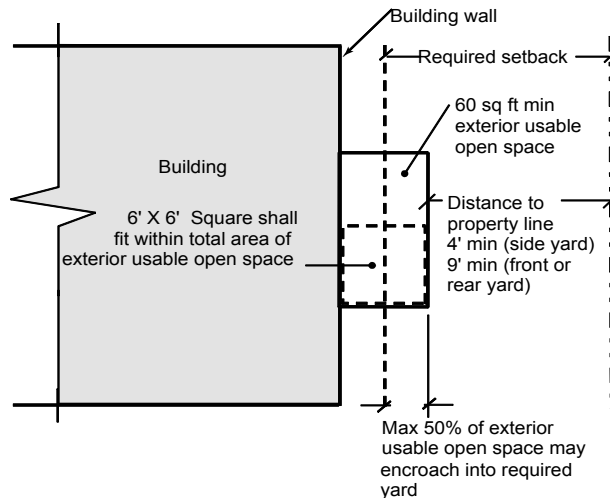 Building wall
Required setback
60 sq ft min
exterior usable
open space
Building
6' X 6' Square shall
fit within total area of
exterior usable open space
Distance to
property line
4' min (side yard)
9' min (front or
rear yard)
Max 50% of exterior
usable open space may
encroach into required
yard